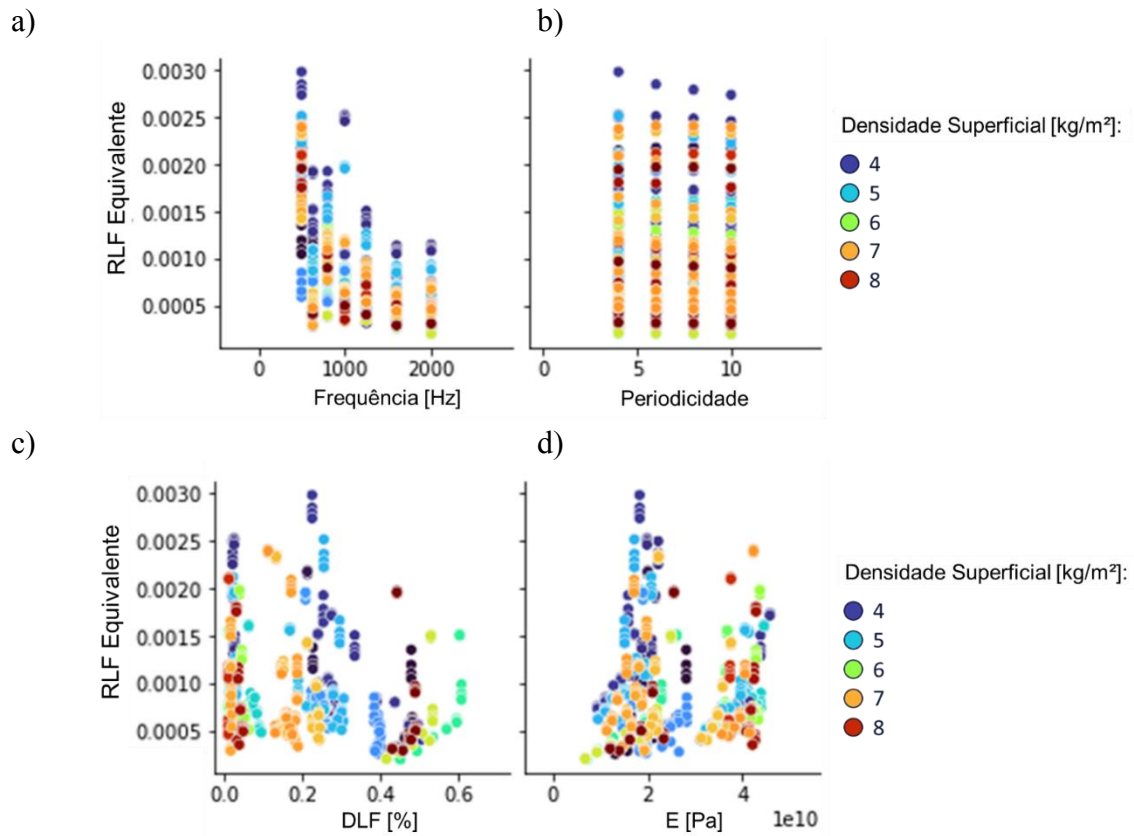 a)
b)
0.0030
0.0025
0.0020
0.0015
0.0010
0.0005
RLF Equivalente
0 1000 2000
Frequência [Hz]
0 5 10
Periodicidade
Densidade Superficial [kg/m²]:
4
5
6
7
8
c)
d)
0.0030
0.0025
0.0020
0.0015
0.0010
0.0005
RLF Equivalente
0.0 0.2 0.4 0.6
DLF [%]
0 2 4
1e10
E [Pa]
Densidade Superficial [kg/m²]:
4
5
6
7
8